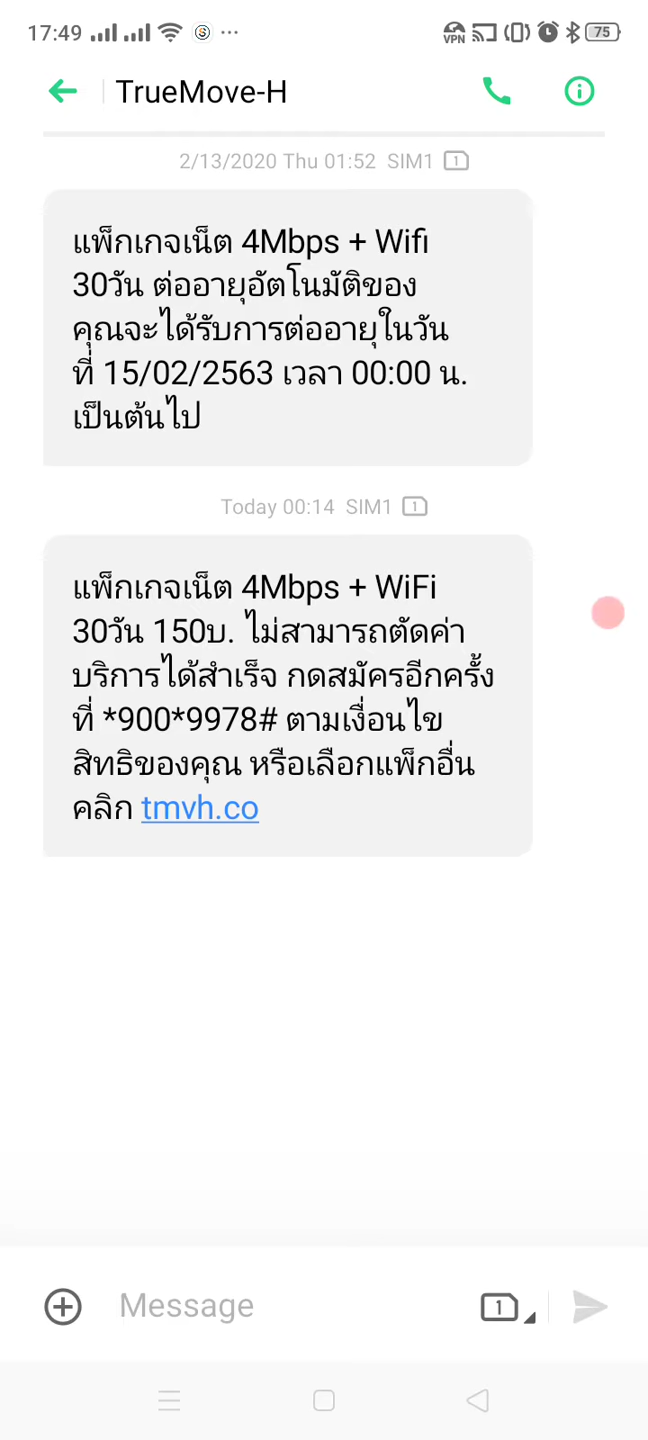 17:49
VPN
75
TrueMove-H
2/13/2020 Thu 01:52 SIM1 1
แพ็กเกจเน็ต 4Mbps + Wifi
30วัน ต่ออายุอัตโนมัติของ
คุณจะได้รับการต่ออายุในวัน
ที่ 15/02/2563 เวลา 00:00 น.
เป็นต้นไป
Today 00:14 SIM1 1
แพ็กเกจเน็ต 4Mbps + WiFi
30วัน 150บ. ไม่สามารถตัดค่า
บริการได้สำเร็จ กดสมัครอีกครั้ง
ที่ *900*9978# ตามเงื่อนไข
สิทธิของคุณ หรือเลือกแพ็กอื่น
คลิก tmvh.co
Message
1